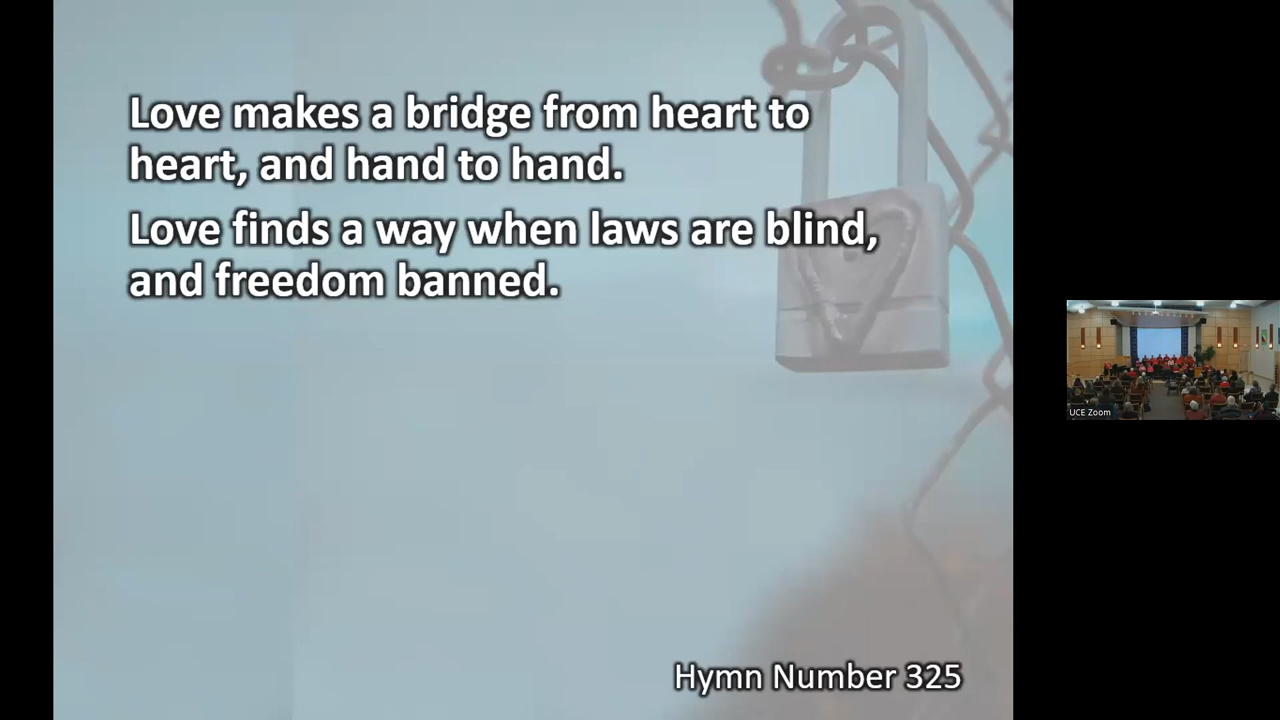 Love makes a bridge from heart to
heart, and hand to hand.
Love finds a way when laws are blind,
and freedom banned.
Hymn Number 325
UCE Zoom